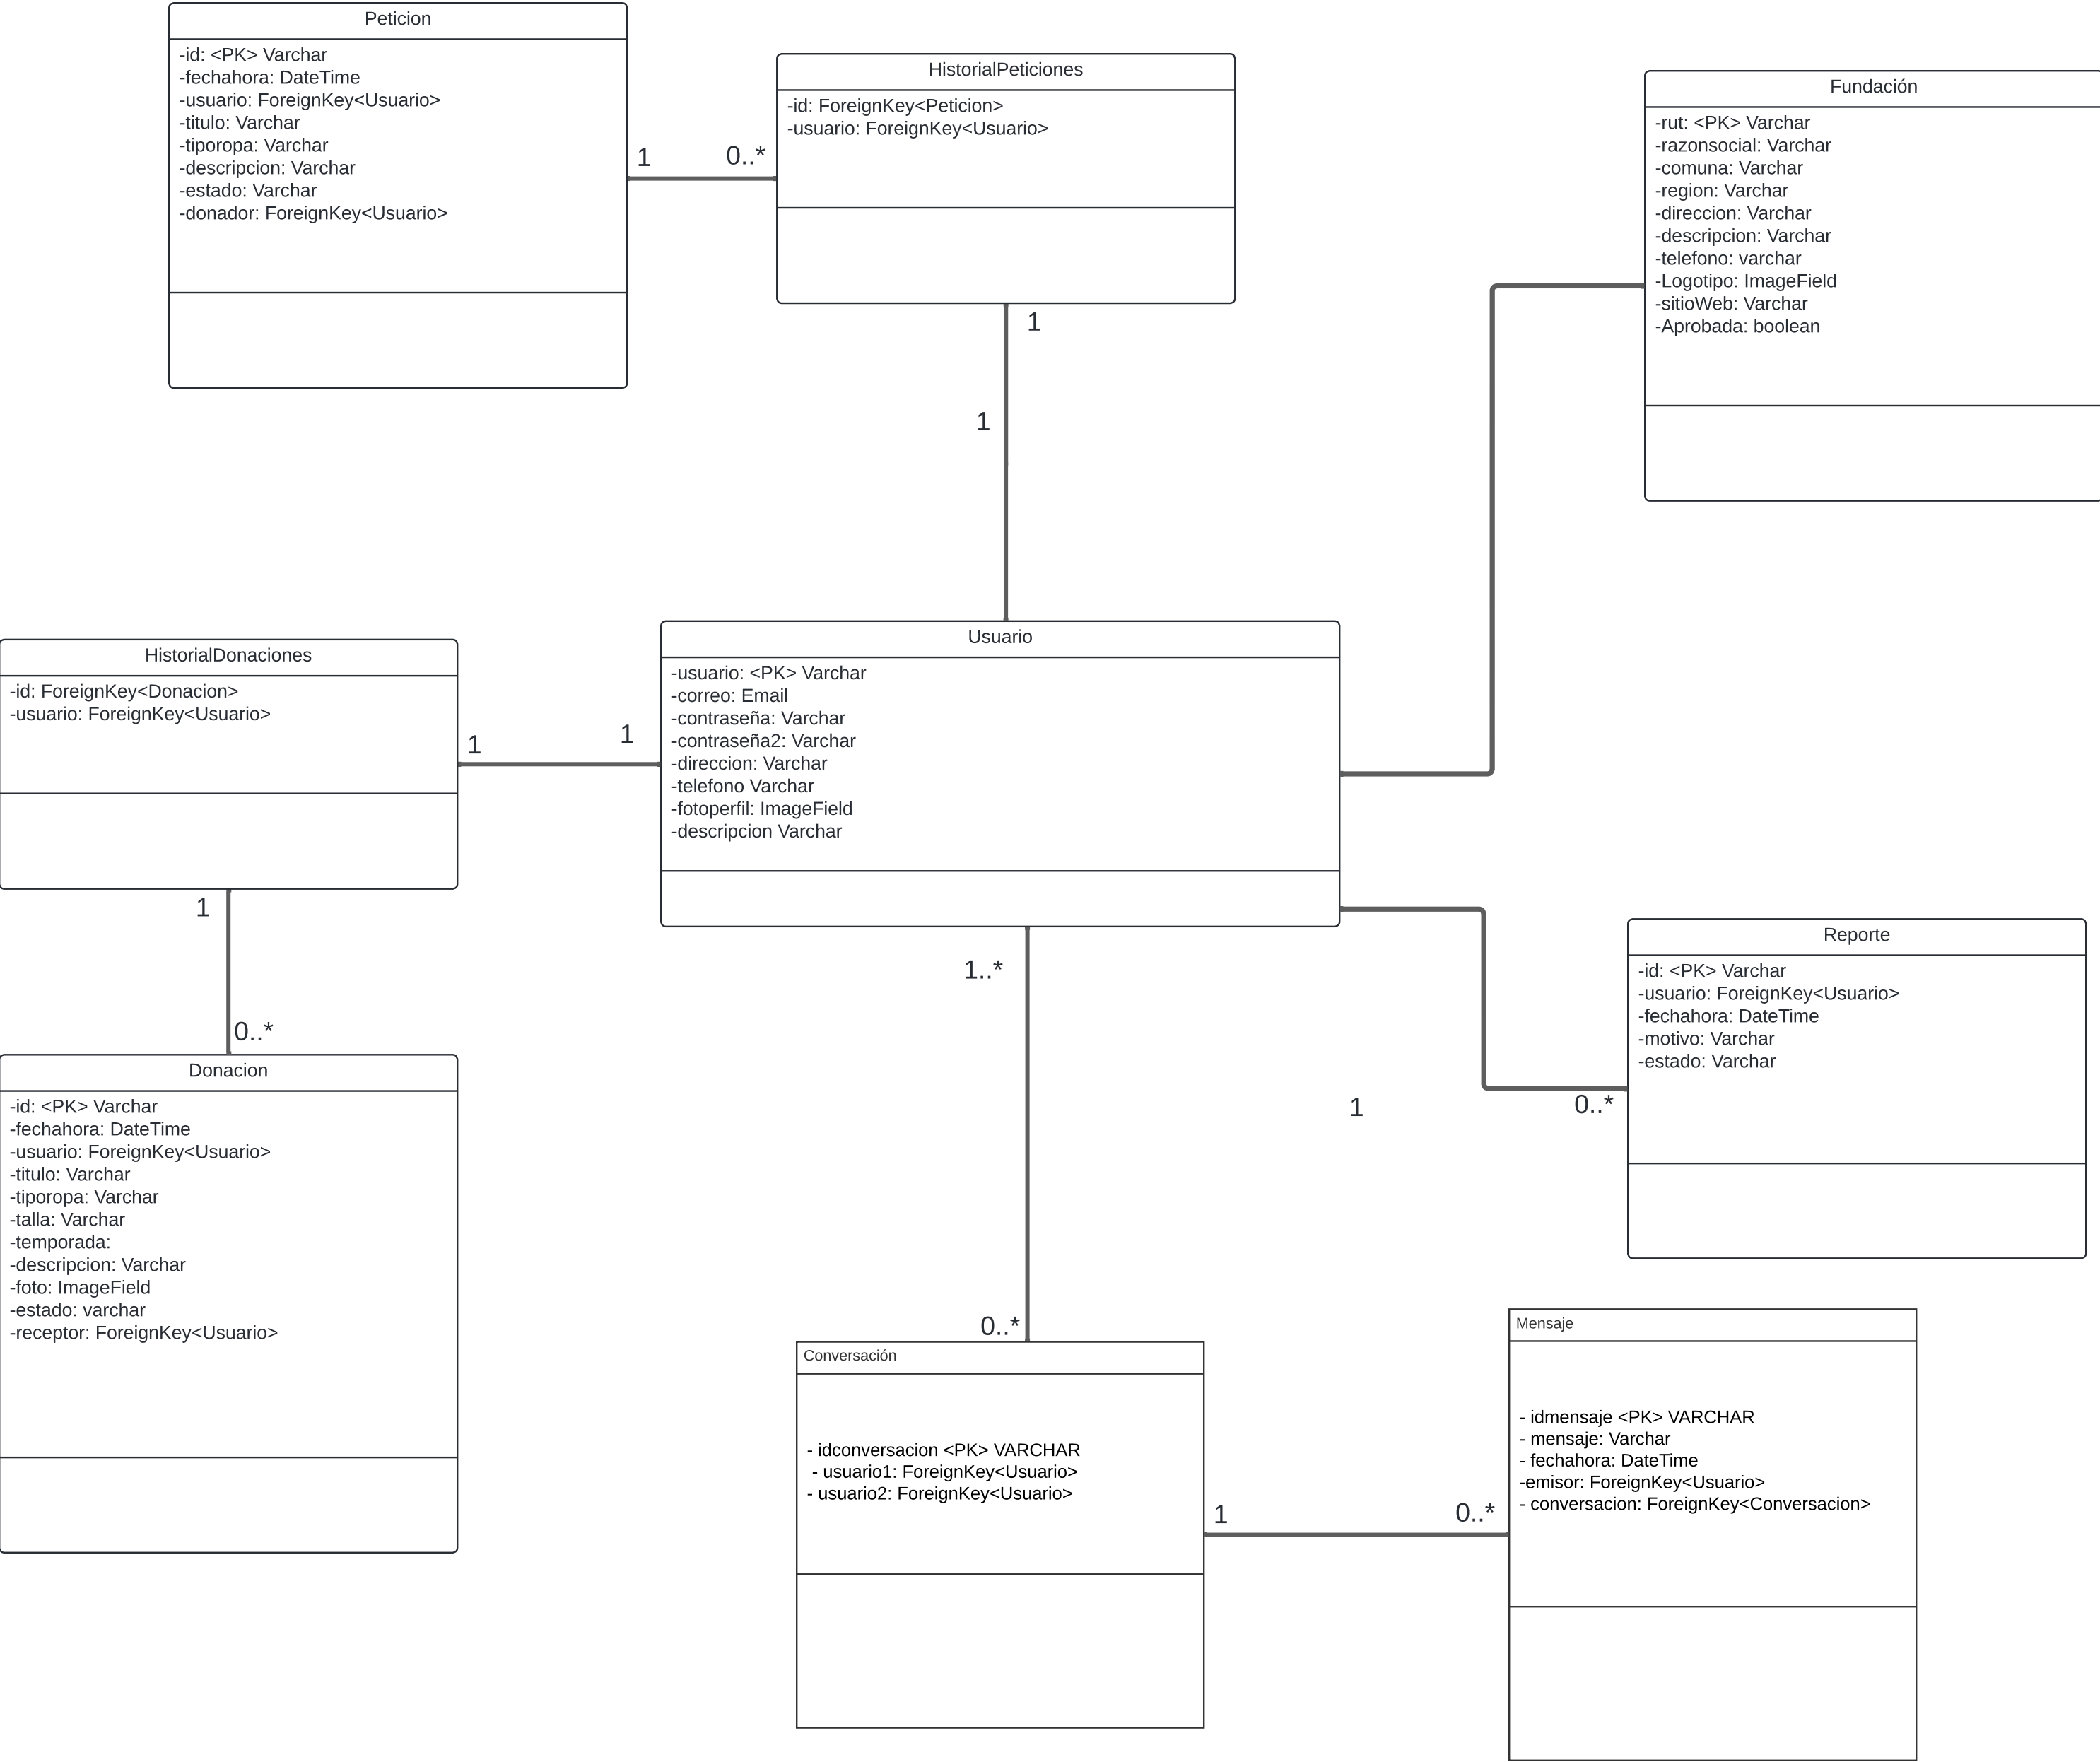 Peticion
-id: <PK> Varchar
-fechahora: DateTime
-usuario: ForeignKey<Usuario>
-titulo: Varchar
-tiporopa: Varchar
-descripcion: Varchar
-estado: Varchar
-donador: ForeignKey<Usuario>
1
0..*
HistorialPeticiones
-id: ForeignKey<Peticion>
-usuario: ForeignKey<Usuario>
1
1
Fundación
-rut: <PK> Varchar
-razonsocial: Varchar
-comuna: Varchar
-region: Varchar
-direccion: Varchar
-descripcion: Varchar
-telefono: varchar
-Logotipo: ImageField
-sitioWeb: Varchar
-Aprobada: boolean
HistorialDonaciones
-id: ForeignKey<Donacion>
-usuario: ForeignKey<Usuario>
1
1
Usuario
-usuario: <PK> Varchar
-correo: Email
-contraseña: Varchar
-contraseña2: Varchar
-direccion: Varchar
-telefono Varchar
-fotoperfil: ImageField
-descripcion Varchar
1
0..*
Donacion
-id: <PK> Varchar
-fechahora: DateTime
-usuario: ForeignKey<Usuario>
-titulo: Varchar
-tiporopa: Varchar
-talla: Varchar
-temporada:
-descripcion: Varchar
-foto: ImageField
-estado: varchar
-receptor: ForeignKey<Usuario>
1..*
0..*
1
0..*
Reporte
-id: <PK> Varchar
-usuario: ForeignKey<Usuario>
-fechahora: DateTime
-motivo: Varchar
-estado: Varchar
Conversación
- idconversacion <PK> VARCHAR
- usuario1: ForeignKey<Usuario>
- usuario2: ForeignKey<Usuario>
1
0..*
Mensaje
- idmensaje <PK> VARCHAR
- mensaje: Varchar
- fechahora: DateTime
-emisor: ForeignKey<Usuario>
- conversacion: ForeignKey<Conversacion>